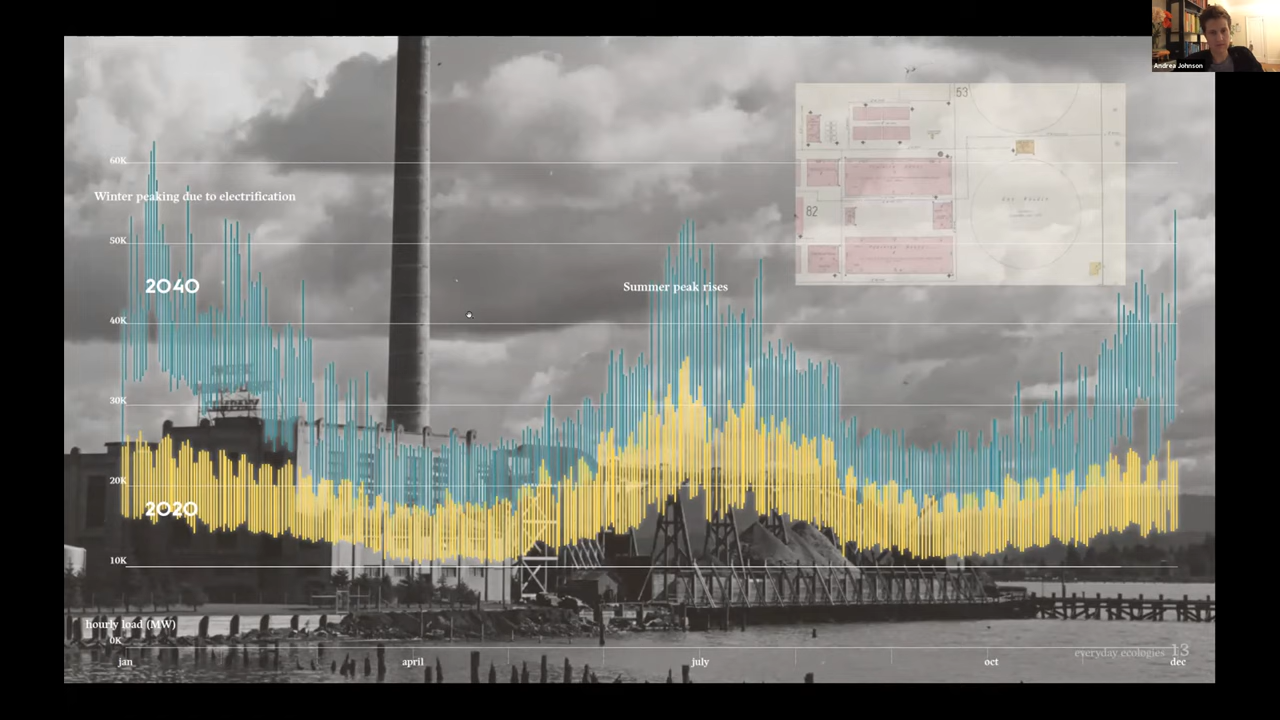 Andrea Johnson
53
82
60K
Winter peaking due to electrification
50K
2040
Summer peak rises
40K
30K
20K
2020
10K
hourly load (MW)
0K
everyday ecologies 13
jan
april
july
oct
dec